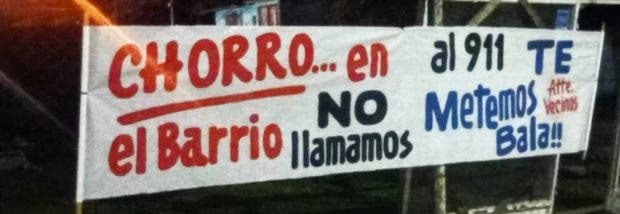 CHORRO... en
el Barrio
NO
llamamos
al 911 TE
Metemos
Bala!!
Atte.
Vecinos